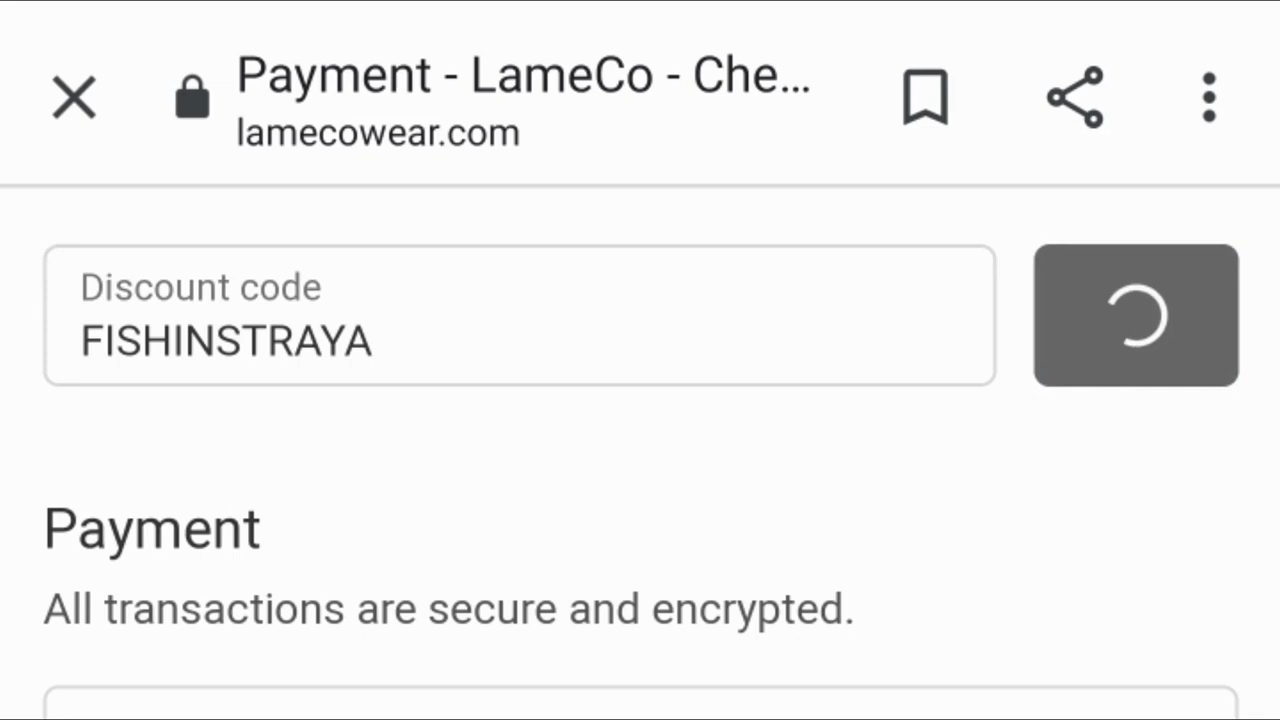 Payment - LameCo - Che...
lamecowear.com
Discount code
FISHINSTRAYA
Payment
All transactions are secure and encrypted.